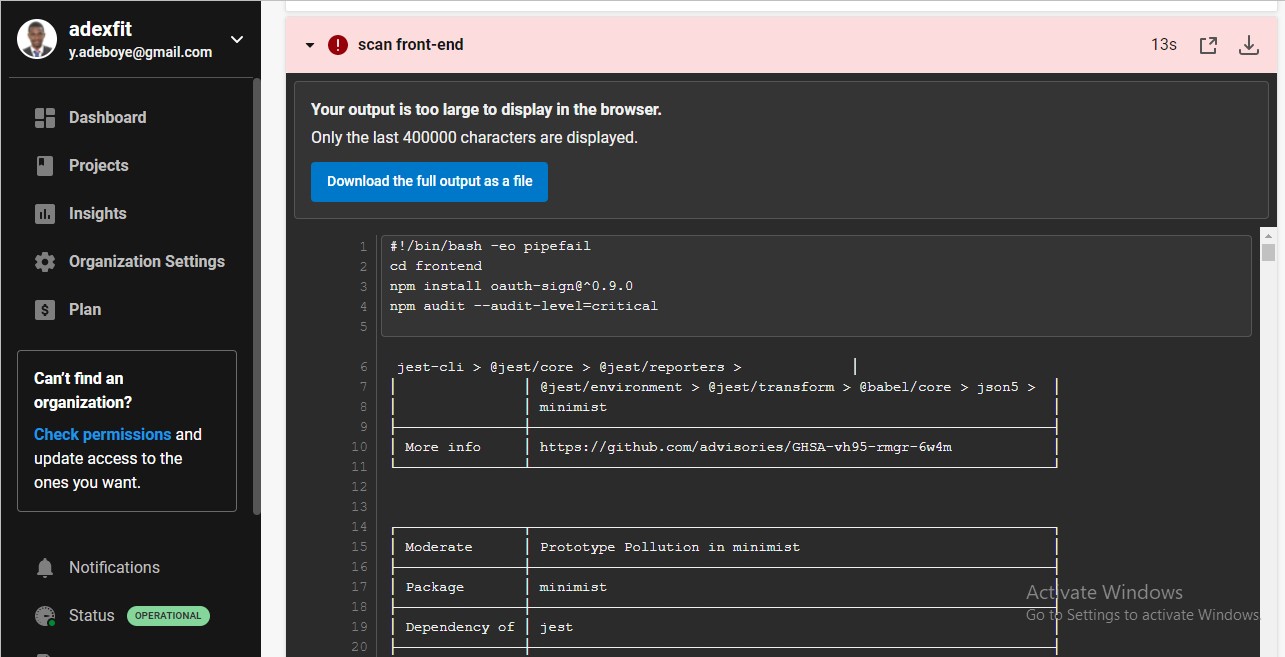 adexfit
y.adeboye@gmail.com
Dashboard
Projects
Insights
Organization Settings
Plan
Can't find an
organization?
Check permissions and
update access to the
ones you want.
Notifications
Status OPERATIONAL
scan front-end 13s
Your output is too large to display in the browser.
Only the last 400000 characters are displayed.
Download the full output as a file
1 #!/bin/bash -eo pipefail
2 cd frontend
3 npm install oauth-sign@^0.9.0
4 npm audit --audit-level=critical
5
6 jest-cli > @jest/core > @jest/reporters >
7 @jest/environment > @jest/transform > @babel/core > json5 >
8 minimist
9
10 More info https://github.com/advisories/GHSA-vh95-rmgr-6w4m
11
12
13
14
15 Moderate Prototype Pollution in minimist
16
17 Package minimist
18
19 Dependency of jest
20
Activate Windows
Go to Settings to activate Windows.